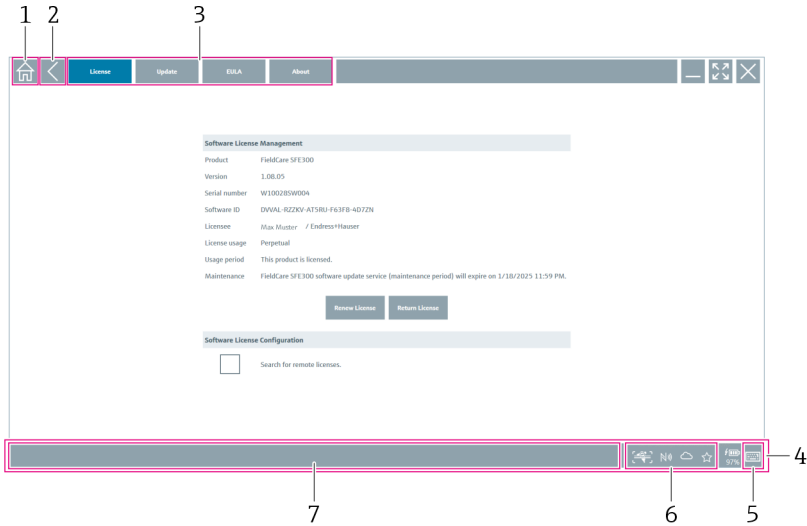 1 2 3
License Update EULA About
Software License Management
Product FieldCare SFE300
Version 1.08.05
Serial number W100285W004
Software ID DVVAL-RZZKV-AT5RU-F63FB-4D7ZN
Licensee Max Muster / Endress+Hauser
License usage Perpetual
Usage period This product is licensed.
Maintenance FieldCare SFE300 software update service (maintenance period) will expire on 1/18/2025 11:59 PM.
Renew License Return License
Software License Configuration
Search for remote licenses.
97%
4
7 6 5